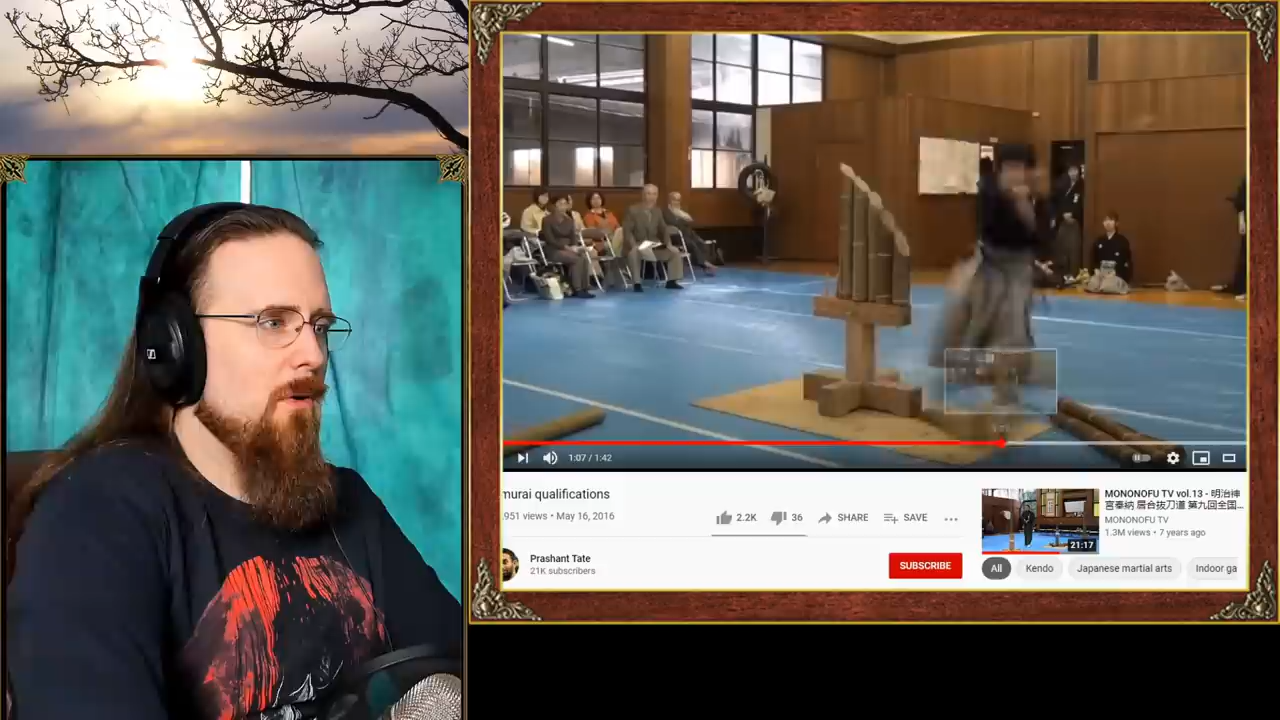 1:07 / 1:42
murai qualifications
951 views • May 16, 2016
2.2K
36
SHARE
SAVE
Prashant Tate
21K subscribers
SUBSCRIBE
21:17
MONONOFU TV vol.13 - 明治神
宮奉納 居合抜刀道 第九回全国...
MONONOFU TV
1.3M views • 7 years ago
All
Kendo
Japanese martial arts
Indoor ga